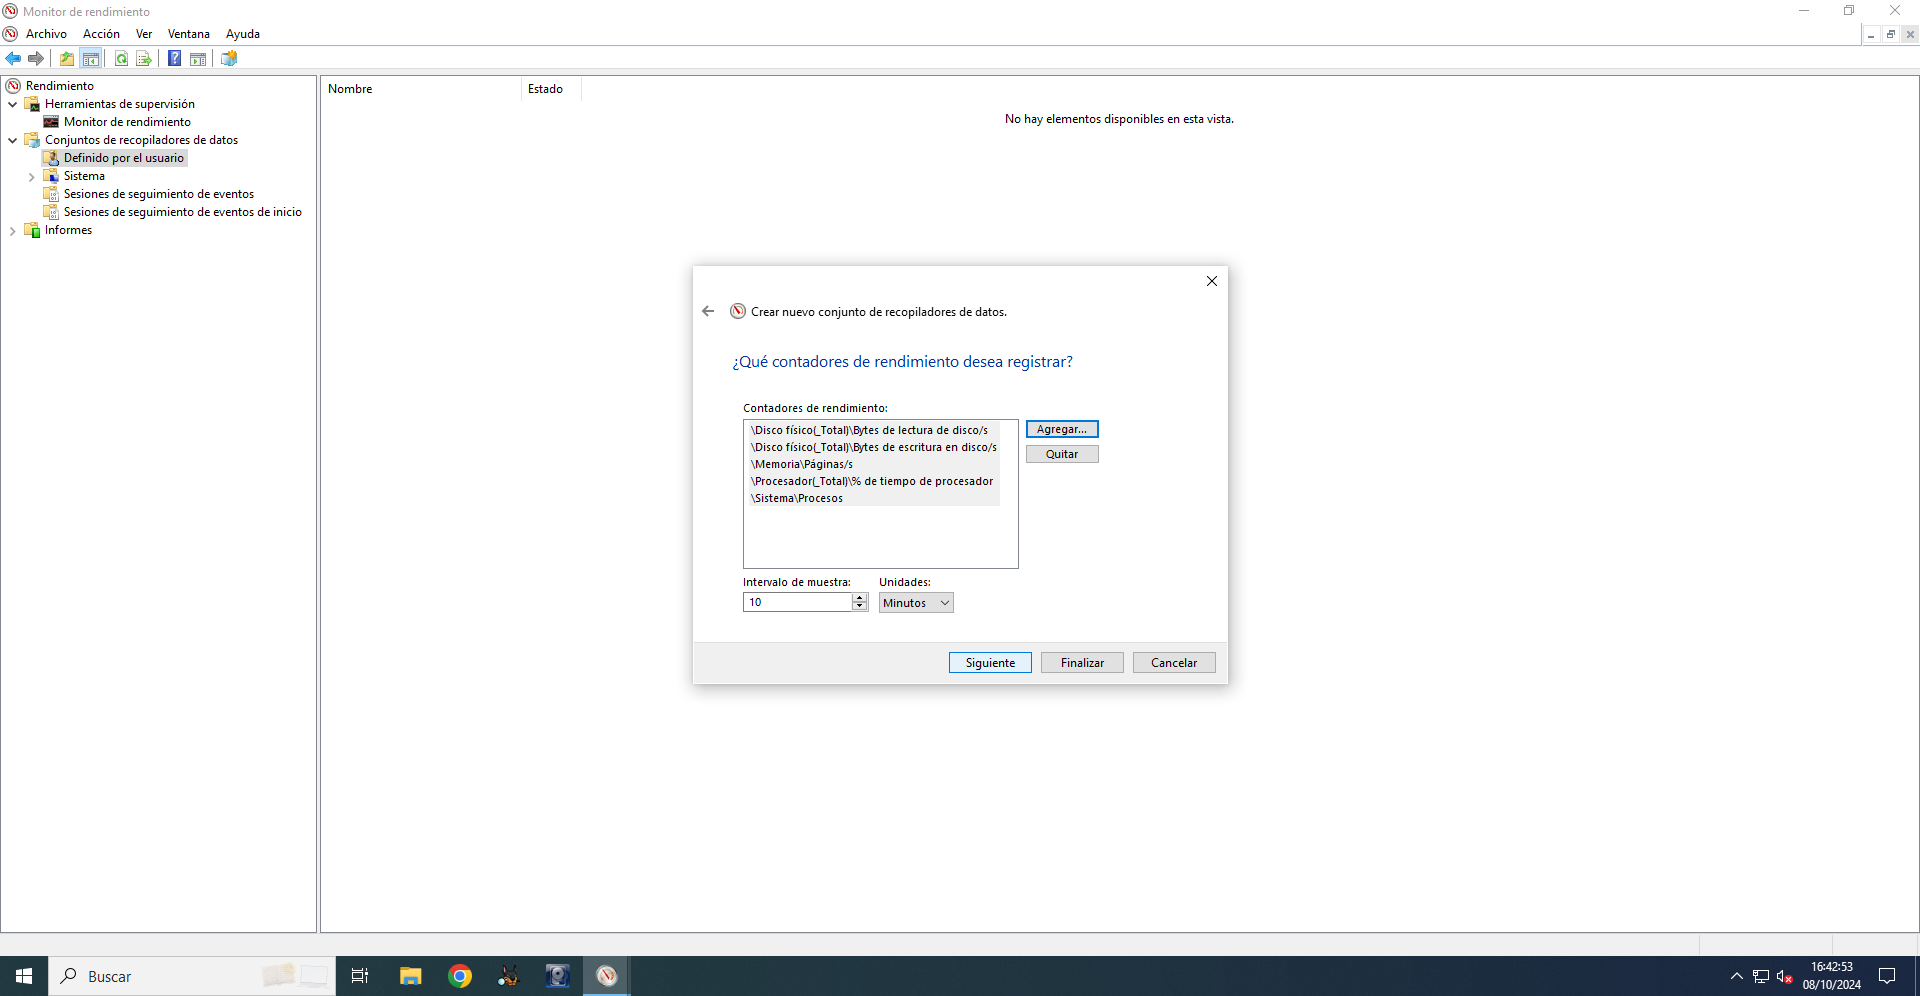 Monitor de rendimiento
Archivo Acción Ver Ventana Ayuda
Rendimiento
Herramientas de supervisión
Monitor de rendimiento
Conjuntos de recopiladores de datos
Definido por el usuario
Sistema
Sesiones de seguimiento de eventos
Sesiones de seguimiento de eventos de inicio
Informes
Nombre Estado
No hay elementos disponibles en esta vista.
Crear nuevo conjunto de recopiladores de datos.
¿Qué contadores de rendimiento desea registrar?
Contadores de rendimiento:
\Disco físico(_Total)\Bytes de lectura de disco/s
\Disco físico(_Total)\Bytes de escritura en disco/s
\Memoria\Páginas/s
\Procesador(_Total)\% de tiempo de procesador
\Sistema\Procesos
Agregar...
Quitar
Intervalo de muestra: Unidades:
10 Minutos
Siguiente Finalizar Cancelar
Buscar
16:42:53
08/10/2024